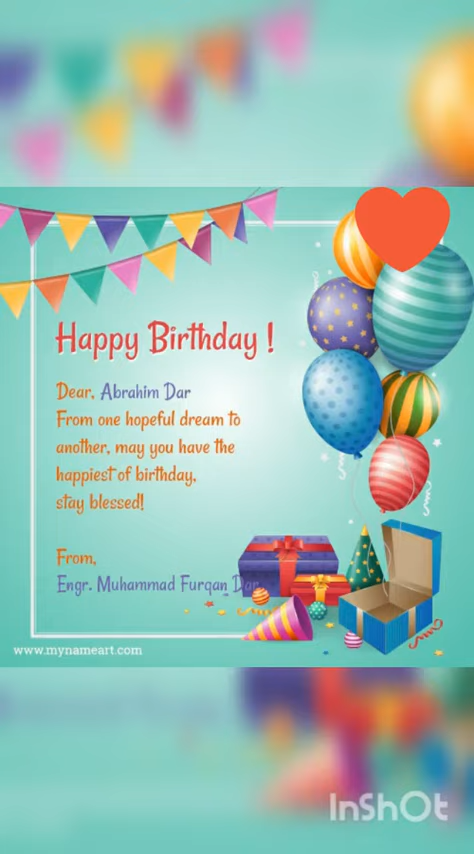 Happy Birthday !
Dear, Abrahim Dar
From one hopeful dream to
another, may you have the
happiest of birthday,
stay blessed!
From,
Engr. Muhammad Furqan Dar
www.mynameart.com
InShOt